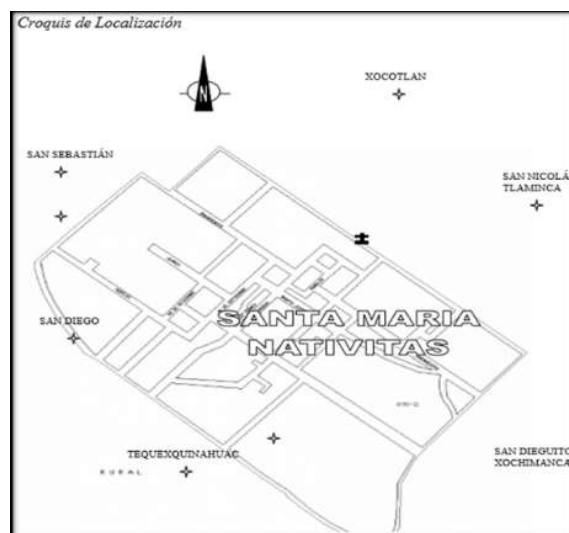 Croquis de Localización
N
XOCOTLAN
SAN SEBASTIÁN
SAN NICOLÁ
TLAMINCA
SANTA MARIA
NATIVITAS
SAN DIEGO
TEQUEXQUINAHUAC
RURAL
SAN DIEGUITO
XOCHIMANCA